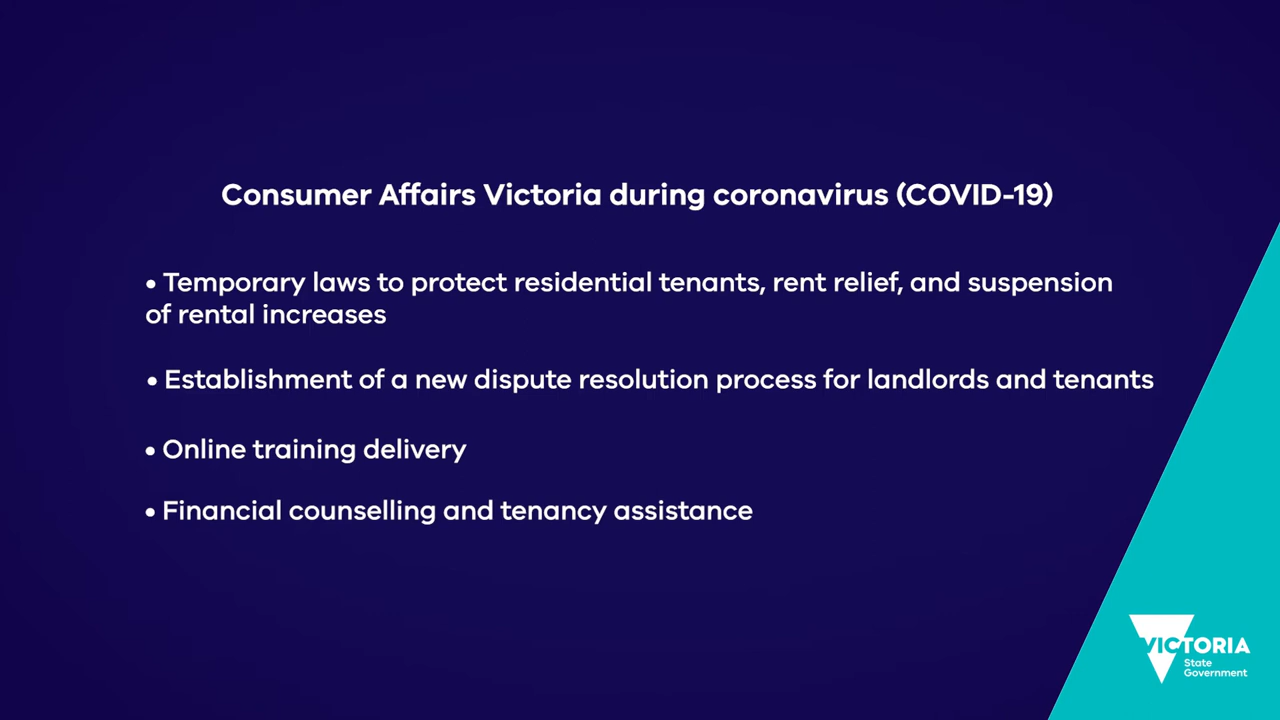 Consumer Affairs Victoria during coronavirus (COVID-19)
• Temporary laws to protect residential tenants, rent relief, and suspension
of rental increases
• Establishment of a new dispute resolution process for landlords and tenants
• Online training delivery
• Financial counselling and tenancy assistance
VICTORIA
State
Government